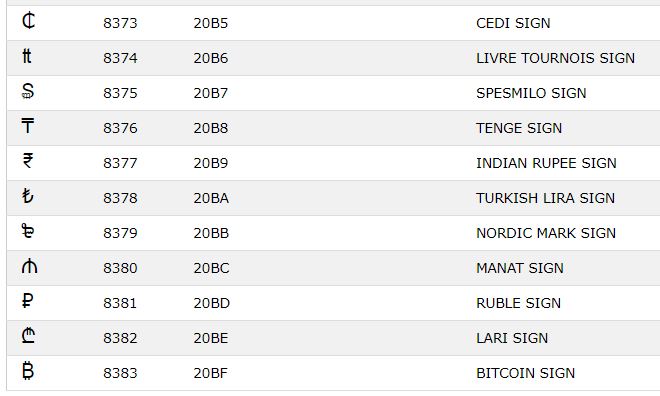 ₵ 8373 20B5 CEDI SIGN
₶ 8374 20B6 LIVRE TOURNOIS SIGN
₷ 8375 20B7 SPESMILO SIGN
₸ 8376 20B8 TENGE SIGN
₹ 8377 20B9 INDIAN RUPEE SIGN
₺ 8378 20BA TURKISH LIRA SIGN
₻ 8379 20BB NORDIC MARK SIGN
₼ 8380 20BC MANAT SIGN
₽ 8381 20BD RUBLE SIGN
₾ 8382 20BE LARI SIGN
₿ 8383 20BF BITCOIN SIGN